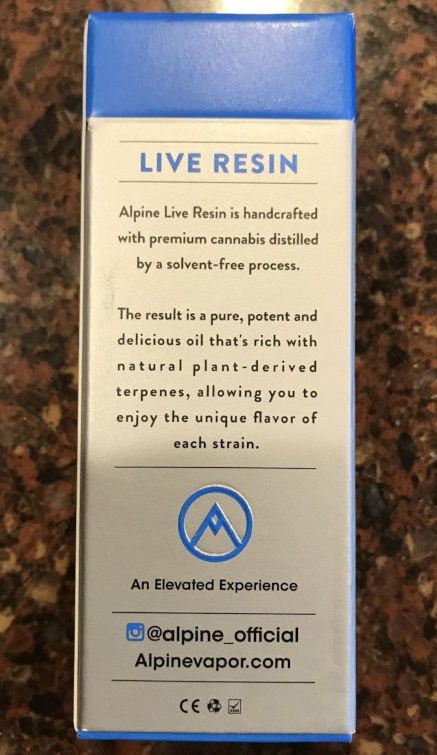 LIVE RESIN
Alpine Live Resin is handcrafted
with premium cannabis distilled
by a solvent-free process.
The result is a pure, potent and
delicious oil that's rich with
natural plant-derived
terpenes, allowing you to
enjoy the unique flavor of
each strain.
An Elevated Experience
@alpine_official
Alpinevapor.com
CE